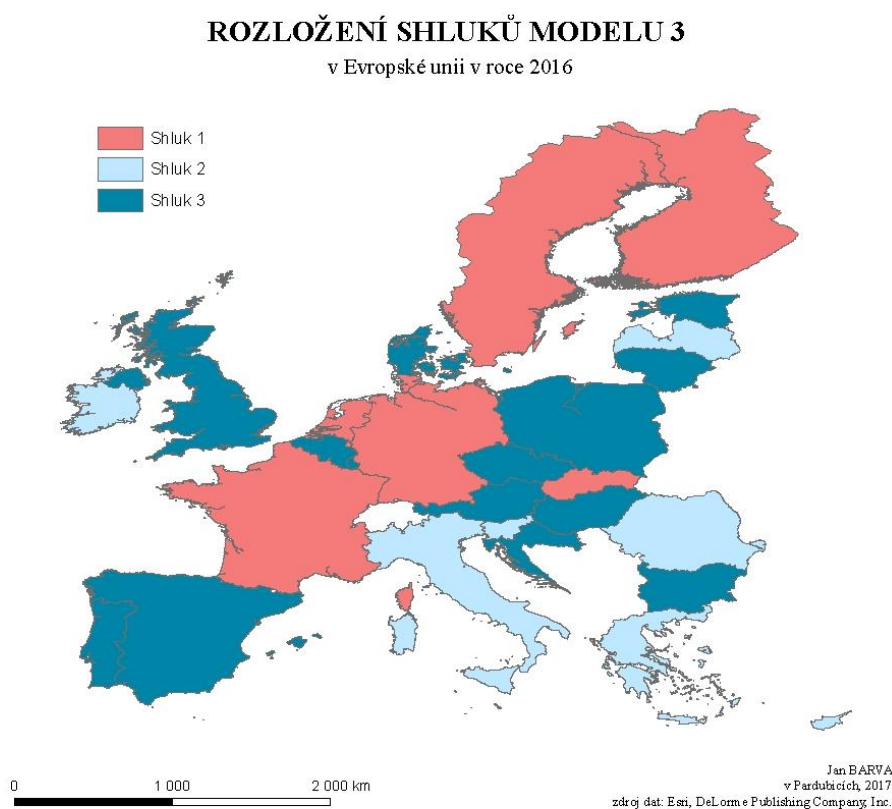 ROZLOŽENÍ SHLUKŮ MODELU 3
v Evropské unii v roce 2016
Shluk 1
Shluk 2
Shluk 3
0 1 000 2 000 km
Jan BARVA
v Pardubicích, 2017
zdroj dat: Esri, DeLorme Publishing Company, Inc.